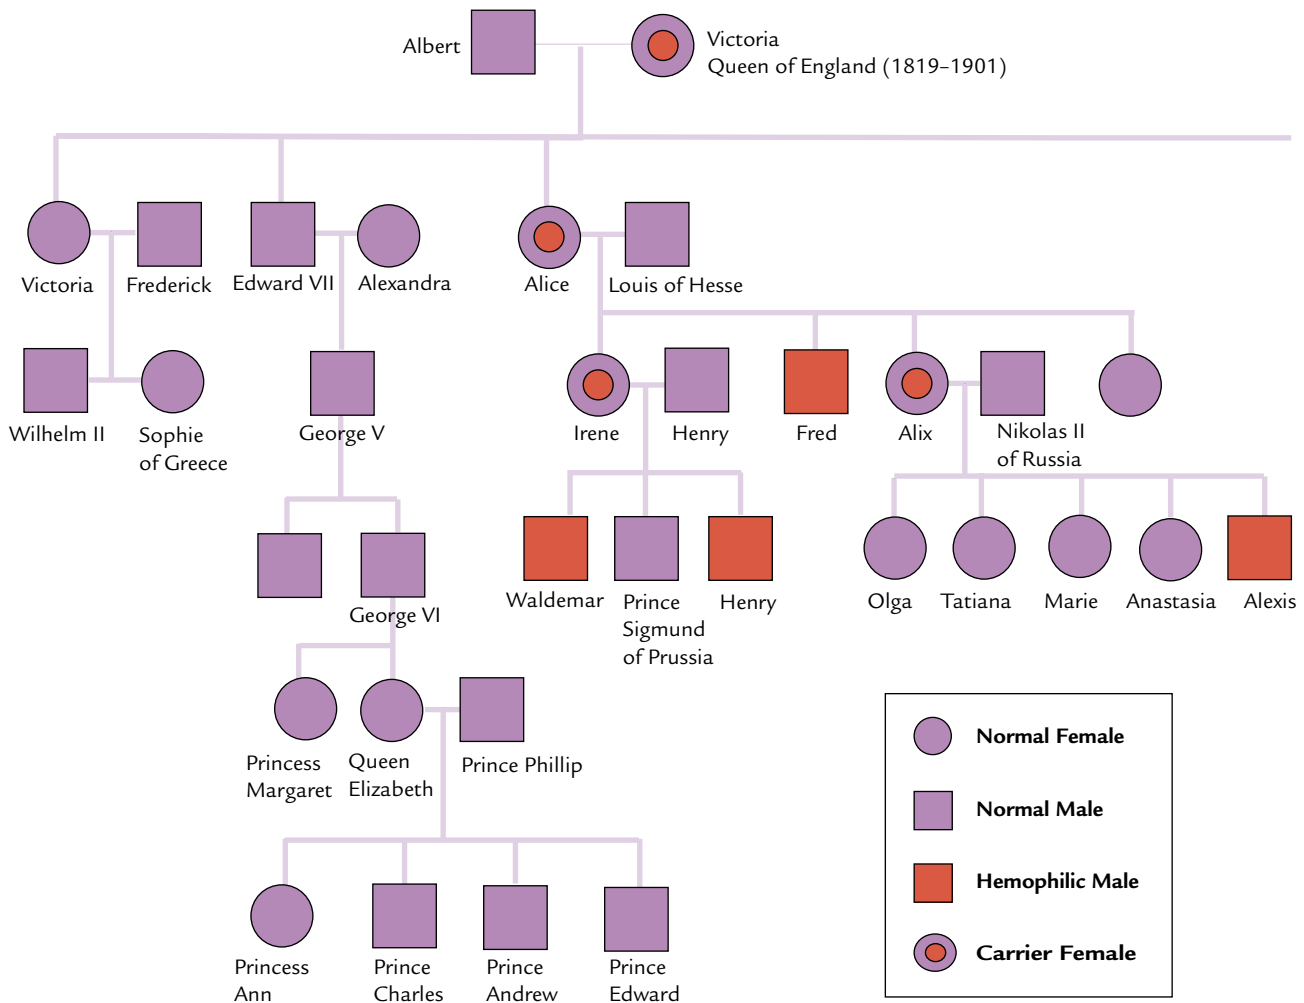 Albert
Victoria
Queen of England (1819–1901)
Victoria
Frederick
Edward VII
Alexandra
Alice
Louis of Hesse
Wilhelm II
Sophie
of Greece
George V
Irene
Henry
Fred
Alix
Nikolas II
of Russia
George VI
Waldemar
Prince
Sigmund
of Prussia
Henry
Olga
Tatiana
Marie
Anastasia
Alexis
Princess
Margaret
Queen
Elizabeth
Prince Phillip
Normal Female
Normal Male
Hemophilic Male
Carrier Female
Princess
Ann
Prince
Charles
Prince
Andrew
Prince
Edward